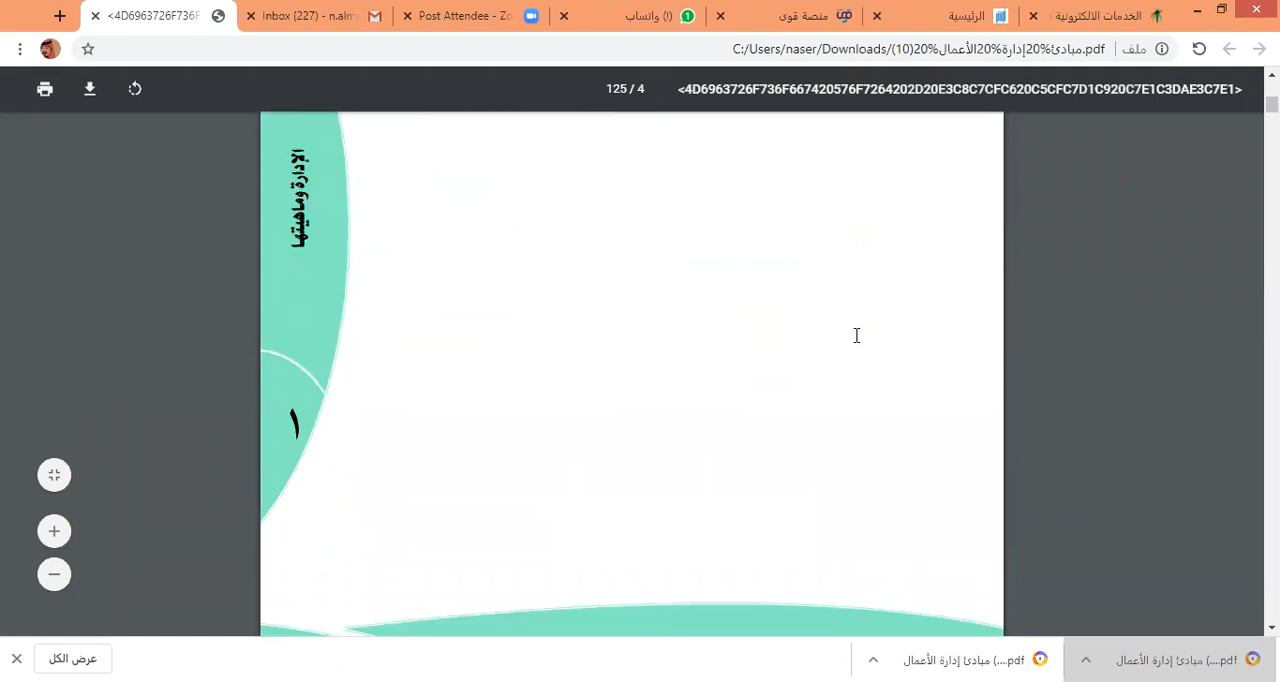 <4D6963726F736F
Inbox (227) - n.alm
Post Attendee - Zo
(1) واتساب
منصة قوى
الرئيسية
الخدمات الالكترونية
C:/Users/naser/Downloads/(10)%20مبادئ%20إدارة%20الأعمال.pdf
ملف
125 / 4
<4D6963726F736F667420576F7264202D20E3C8C7CFC620C5CFC7D1C920C7E1C3DAE3C7E1>
الإدارة وماهيتها
١
عرض الكل
مبادئ إدارة الأعمال (....pdf
مبادئ إدارة الأعمال (....pdf